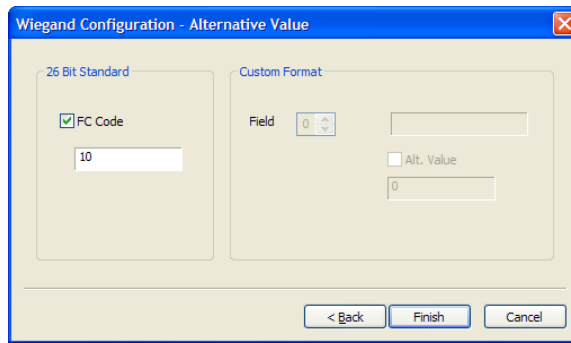 Wiegand Configuration - Alternative Value
26 Bit Standard
FC Code
10
Custom Format
Field
0
Alt. Value
0
< Back
Finish
Cancel